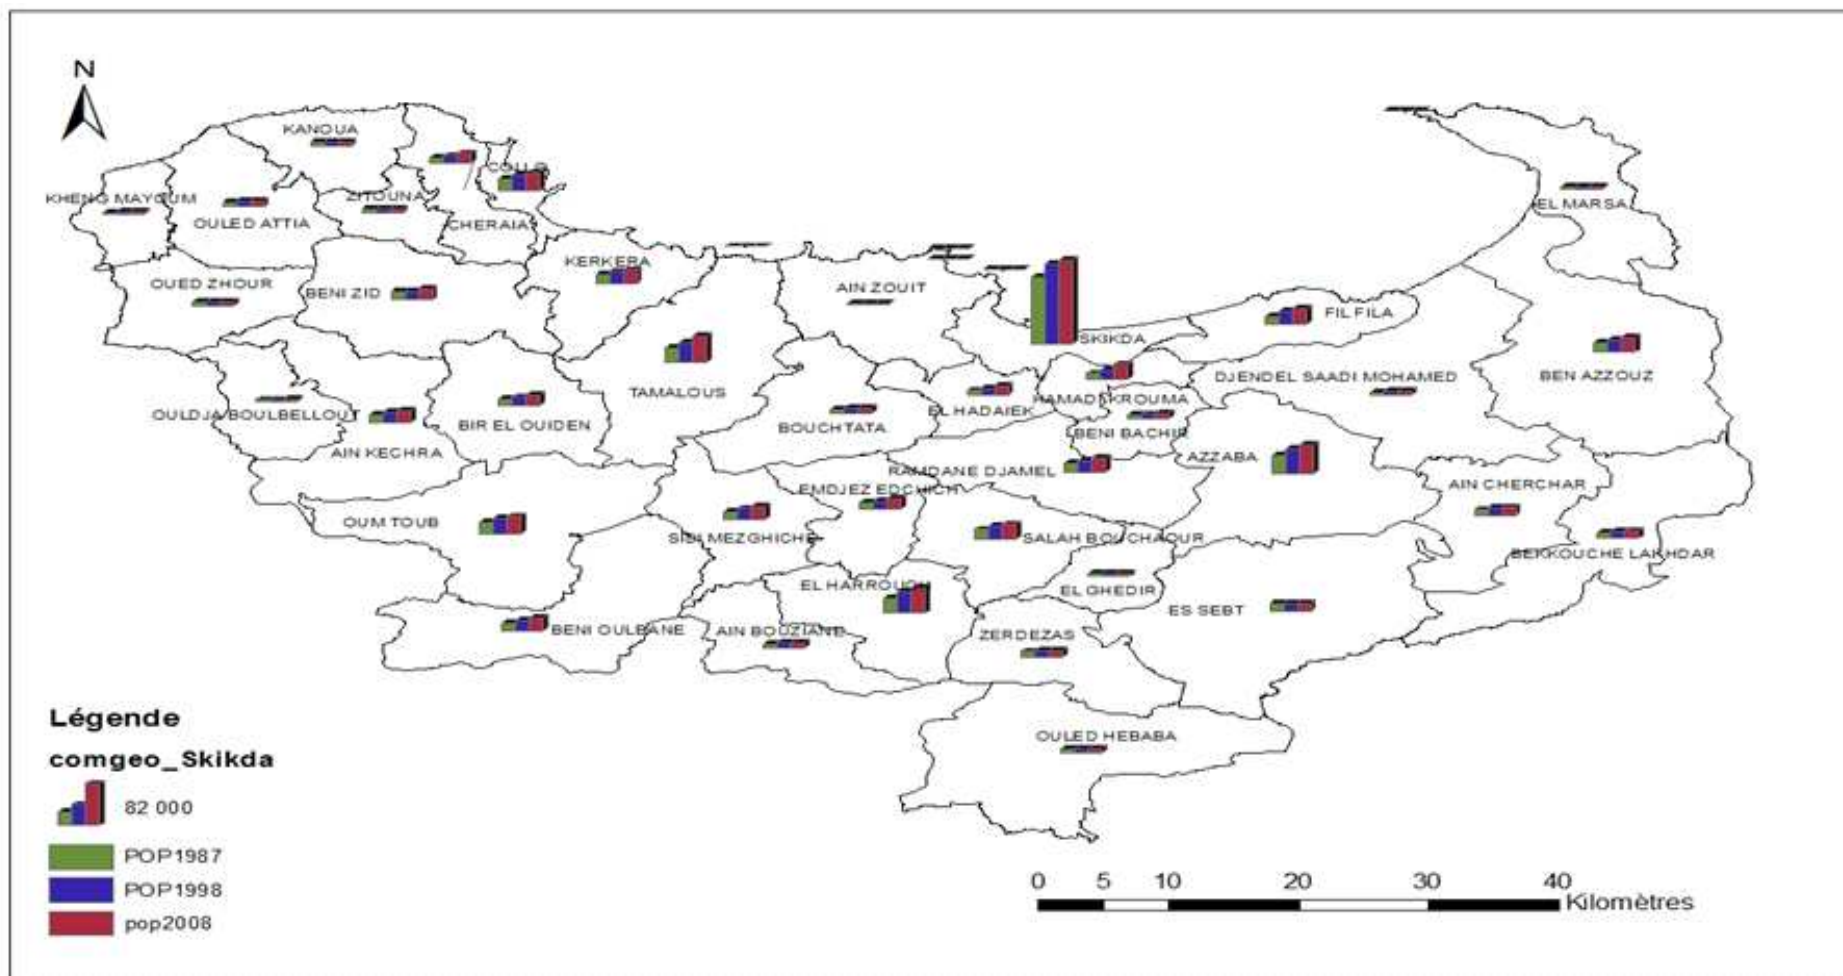 N
KANOUA
COLLO
KHENG MAYOUM
ZITOUNA
OULED ATTIA
CHERAIA
EL MARSA
KERKERA
OUED ZHOUR
BENI ZID
AIN ZOUIT
FIL FILA
SKIKDA
TAMALOUS
DJENDEL SAADI MOHAMED
BEN AZZOUZ
OULDJA BOULBELLOUT
EL HADAIEK
HAMADI KROUMA
BIR EL OUIDEN
BOUCHTATA
BENI BACHIR
AIN KECHRA
AZZABA
RAMDANE DJAMEL
EMDJEZ EDCHICH
AIN CHERCHAR
OUM TOUB
SIDI MEZGHICHE
SALAH BOUCHAOUR
BEKKOUCHE LAKHDAR
EL HARROUCH
EL GHEDIR
ES SEBT
BENI OULBANE
AIN BOUZIANE
ZERDEZAS
OULED HEBABA
Légende
comgeo_Skikda
82 000
POP1987
POP1998
pop2008
0 5 10 20 30 40
Kilomètres